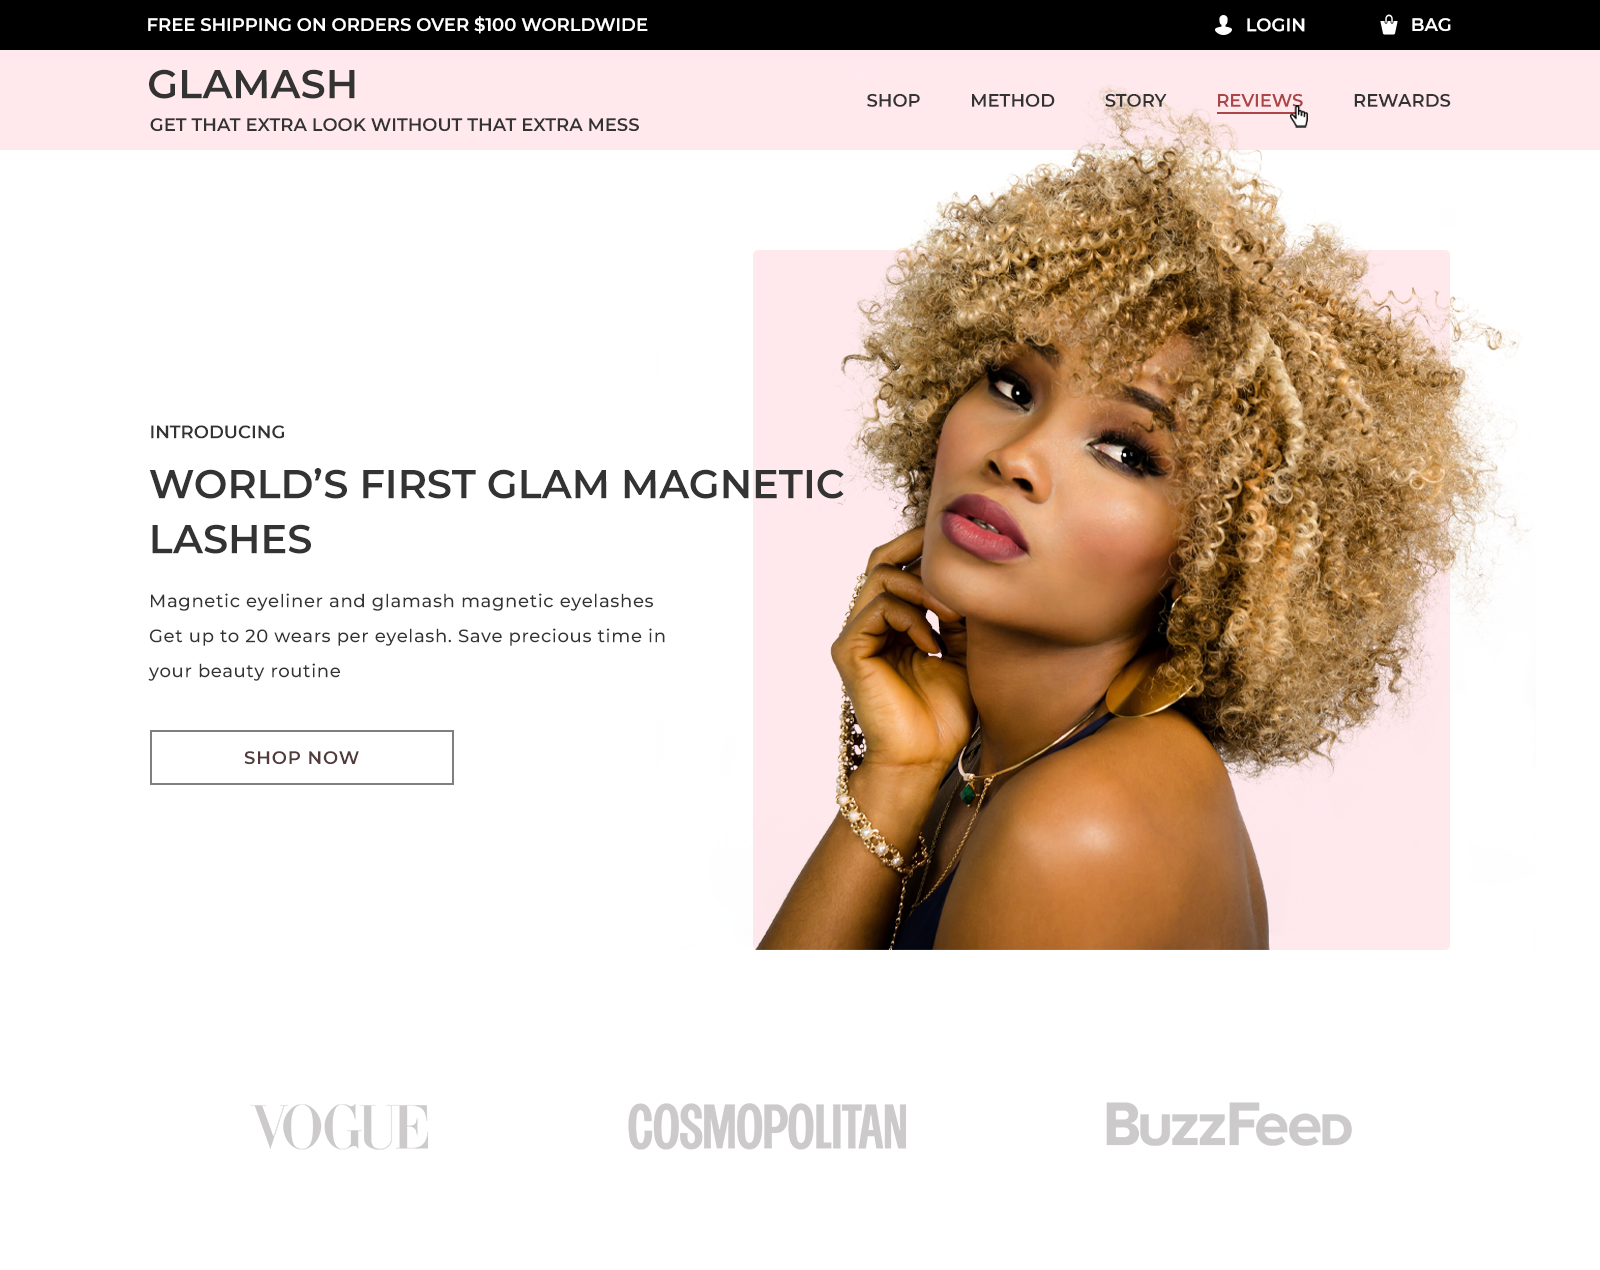 FREE SHIPPING ON ORDERS OVER $100 WORLDWIDE
LOGIN
BAG
GLAMASH
GET THAT EXTRA LOOK WITHOUT THAT EXTRA MESS
SHOP
METHOD
STORY
REVIEWS
REWARDS
INTRODUCING
WORLD’S FIRST GLAM MAGNETIC
LASHES
Magnetic eyeliner and glamash magnetic eyelashes
Get up to 20 wears per eyelash. Save precious time in
your beauty routine
SHOP NOW
VOGUE
COSMOPOLITAN
BuzzFeeD